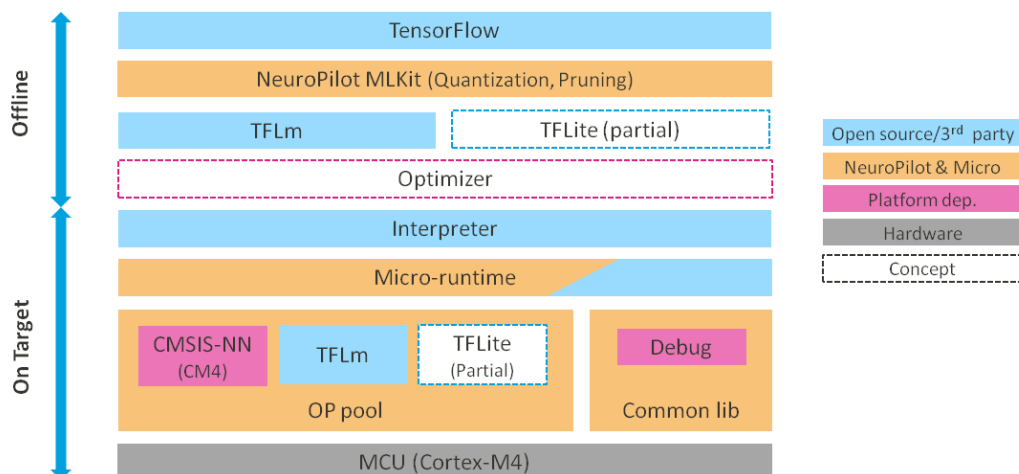 Offline
TensorFlow
NeuroPilot MLKit (Quantization, Pruning)
TFLm
TFLite (partial)
Optimizer
On Target
Interpreter
Micro-runtime
CMSIS-NN
(CM4)
TFLm
TFLite
(Partial)
OP pool
Debug
Common lib
MCU (Cortex-M4)
Open source/3rd party
NeuroPilot & Micro
Platform dep.
Hardware
Concept